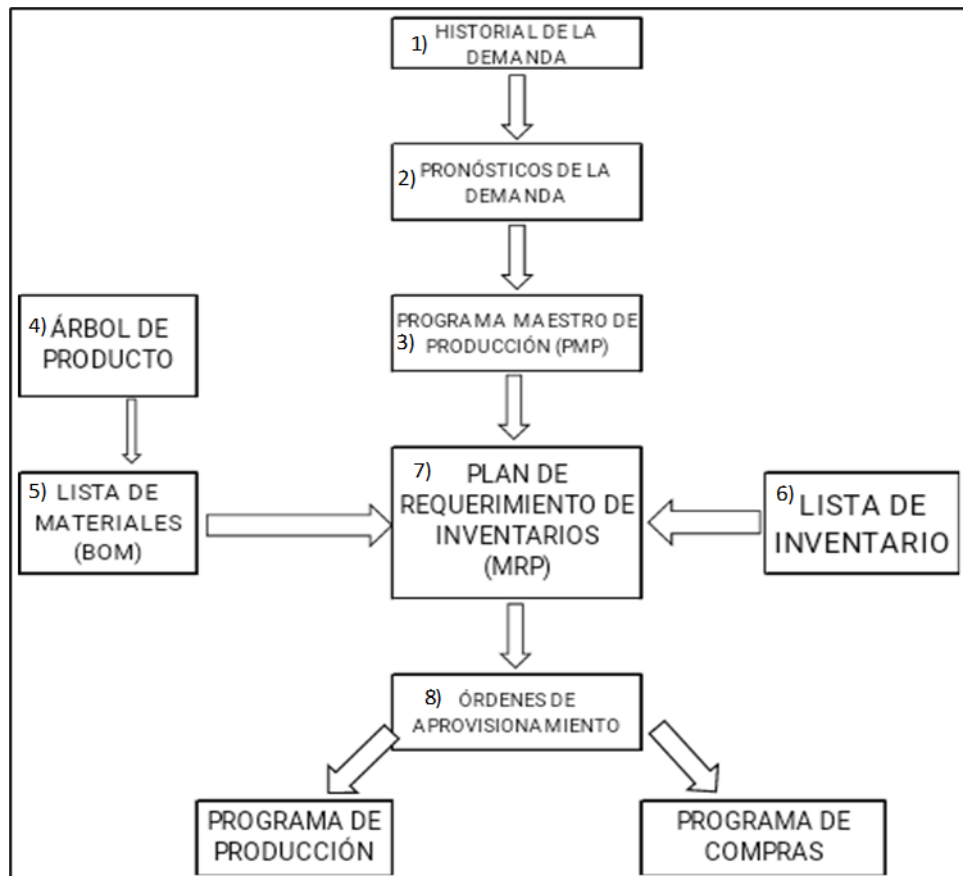 1) HISTORIAL DE LA
DEMANDA
2) PRONÓSTICOS DE LA
DEMANDA
PROGRAMA MAESTRO DE
3) PRODUCCIÓN (PMP)
4) ÁRBOL DE
PRODUCTO
5) LISTA DE
MATERIALES
(BOM)
7) PLAN DE
REQUERIMIENTO DE
INVENTARIOS
(MRP)
6) LISTA DE
INVENTARIO
8) ÓRDENES DE
APROVISIONAMIENTO
PROGRAMA DE
PRODUCCIÓN
PROGRAMA DE
COMPRAS